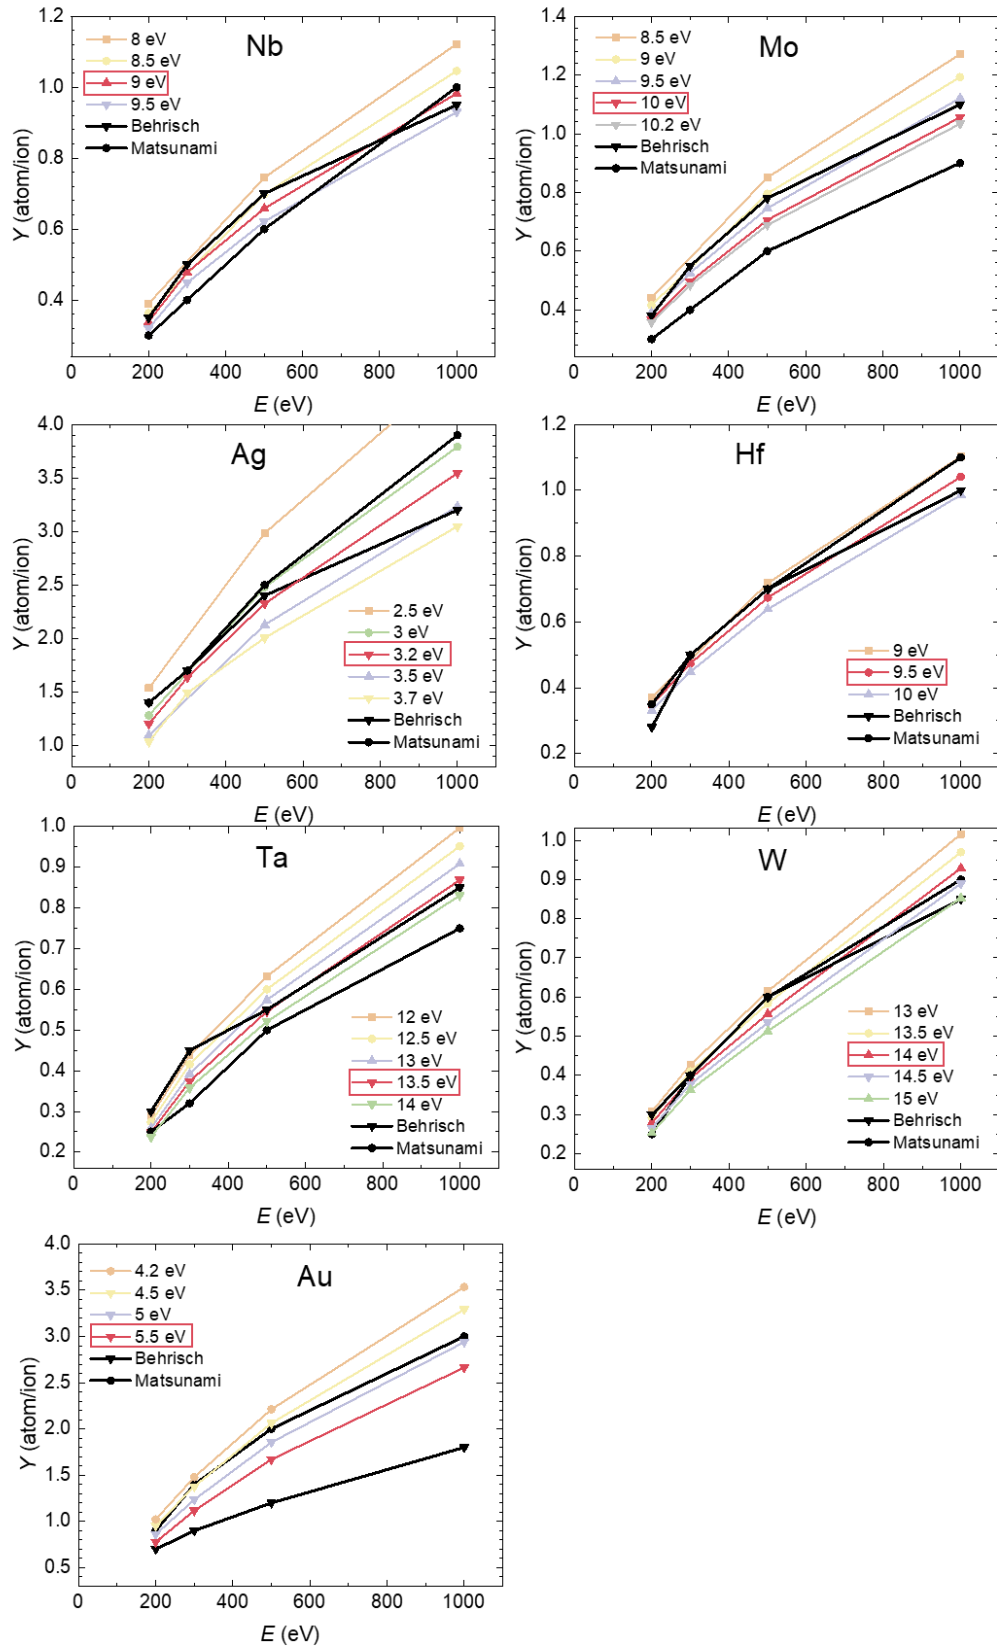 Nb
8 eV
8.5 eV
9 eV
9.5 eV
Behrisch
Matsunami
1.2
1.0
0.8
0.6
0.4
Y (atom/ion)
0
200
400
600
800
1000
E (eV)
Mo
8.5 eV
9 eV
9.5 eV
10 eV
10.2 eV
Behrisch
Matsunami
1.4
1.2
1.0
0.8
0.6
0.4
Y (atom/ion)
0
200
400
600
800
1000
E (eV)
Ag
4.0
3.5
3.0
2.5
2.0
1.5
1.0
Y (atom/ion)
2.5 eV
3 eV
3.2 eV
3.5 eV
3.7 eV
Behrisch
Matsunami
0
200
400
600
800
1000
E (eV)
Hf
1.2
1.0
0.8
0.6
0.4
0.2
Y (atom/ion)
9 eV
9.5 eV
10 eV
Behrisch
Matsunami
0
200
400
600
800
1000
E (eV)
Ta
1.0
0.9
0.8
0.7
0.6
0.5
0.4
0.3
0.2
Y (atom/ion)
12 eV
12.5 eV
13 eV
13.5 eV
14 eV
Behrisch
Matsunami
0
200
400
600
800
1000
E (eV)
W
1.0
0.9
0.8
0.7
0.6
0.5
0.4
0.3
0.2
Y (atom/ion)
13 eV
13.5 eV
14 eV
14.5 eV
15 eV
Behrisch
Matsunami
0
200
400
600
800
1000
E (eV)
Au
4.2 eV
4.5 eV
5 eV
5.5 eV
Behrisch
Matsunami
4.0
3.5
3.0
2.5
2.0
1.5
1.0
0.5
Y (atom/ion)
0
200
400
600
800
1000
E (eV)